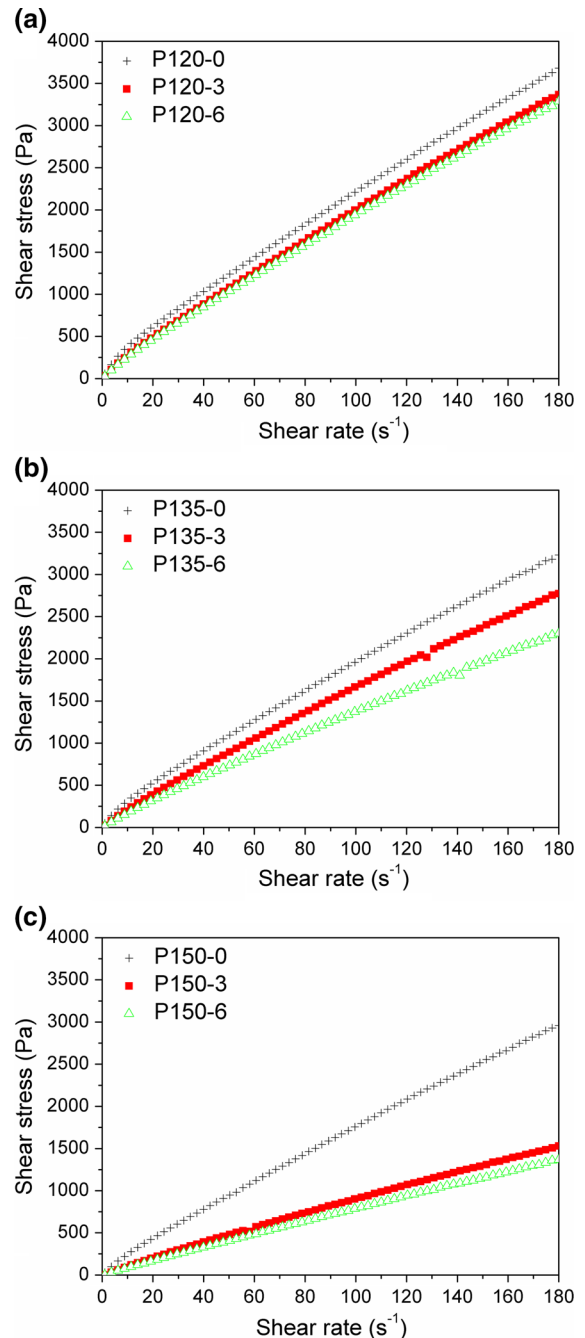 (a)
4000
3500
3000
2500
2000
1500
1000
500
0
Shear stress (Pa)
P120-0
P120-3
P120-6
0 20 40 60 80 100 120 140 160 180
Shear rate (s⁻¹)
(b)
4000
3500
3000
2500
2000
1500
1000
500
0
Shear stress (Pa)
P135-0
P135-3
P135-6
0 20 40 60 80 100 120 140 160 180
Shear rate (s⁻¹)
(c)
4000
3500
3000
2500
2000
1500
1000
500
0
Shear stress (Pa)
P150-0
P150-3
P150-6
0 20 40 60 80 100 120 140 160 180
Shear rate (s⁻¹)